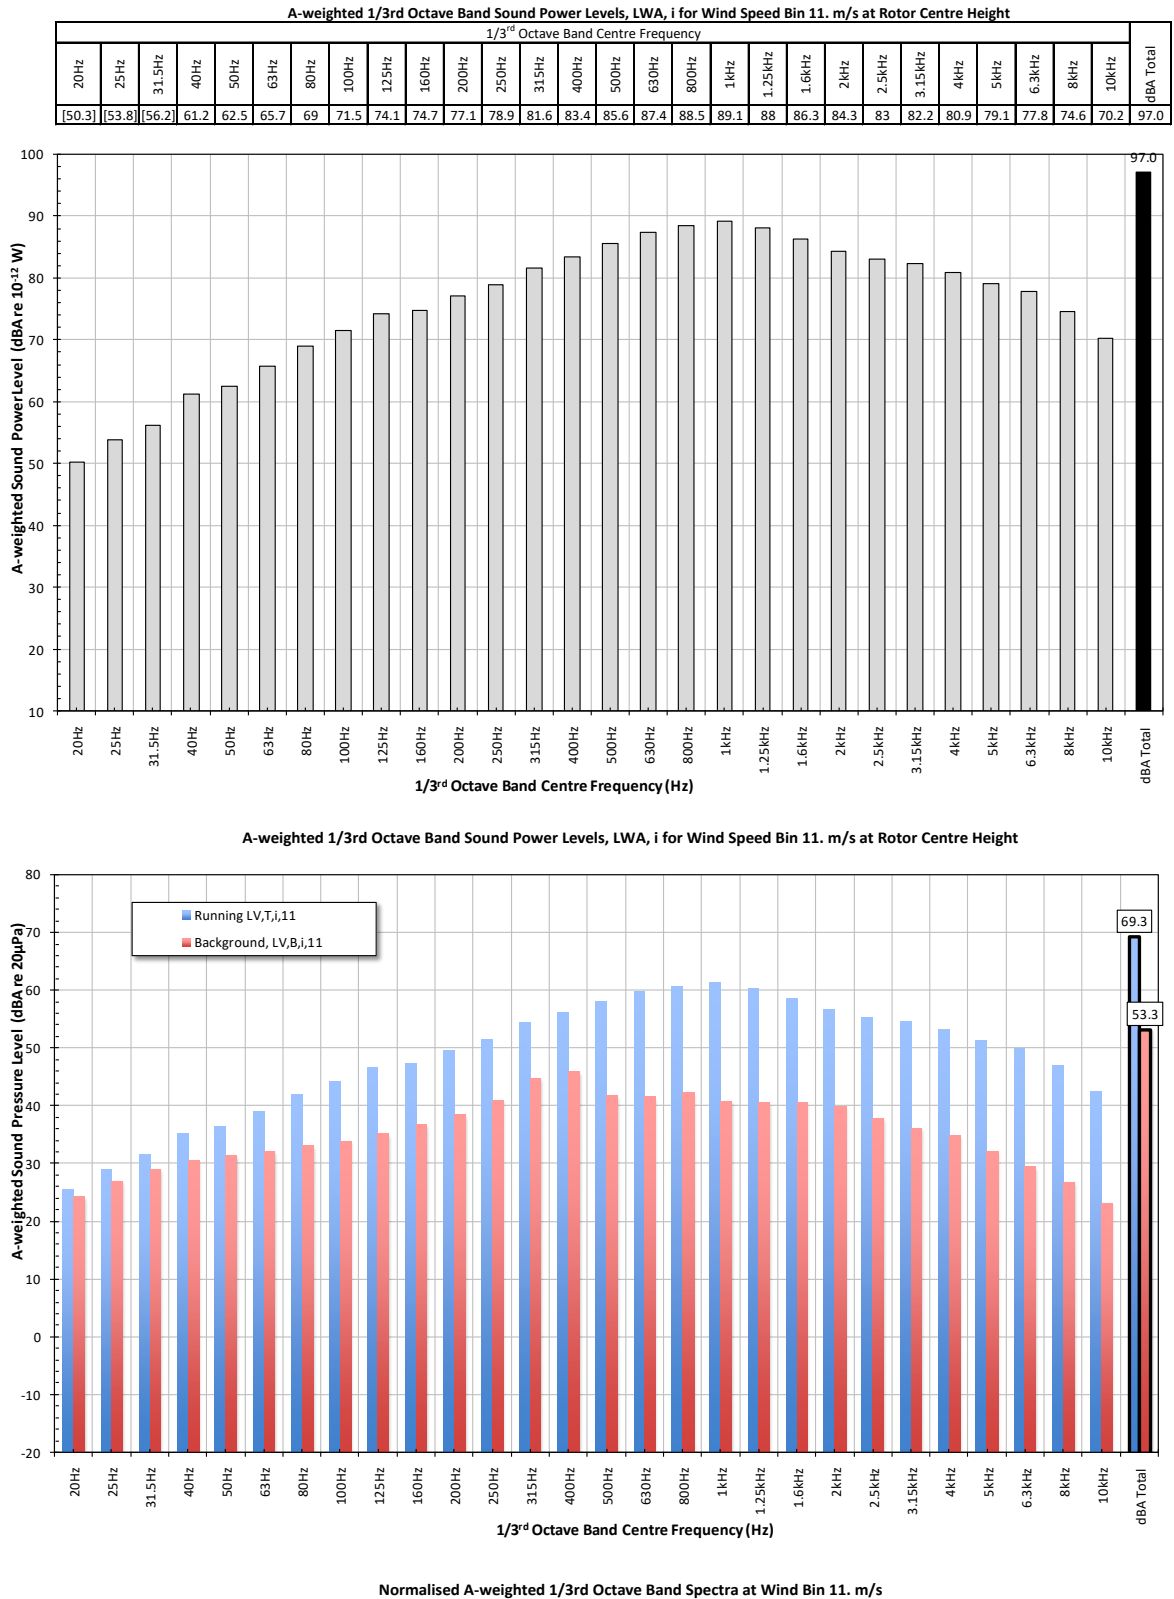 A-weighted 1/3rd Octave Band Sound Power Levels, LWA, i for Wind Speed Bin 11. m/s at Rotor Centre Height
1/3rd Octave Band Centre Frequency
20Hz 25Hz 31.5Hz 40Hz 50Hz 63Hz 80Hz 100Hz 125Hz 160Hz 200Hz 250Hz 315Hz 400Hz 500Hz 630Hz 800Hz 1kHz 1.25kHz 1.6kHz 2kHz 2.5kHz 3.15kHz 4kHz 5kHz 6.3kHz 8kHz 10kHz dBA Total
[50.3] [53.8] [56.2] 61.2 62.5 65.7 69 71.5 74.1 74.7 77.1 78.9 81.6 83.4 85.6 87.4 88.5 89.1 88 86.3 84.3 83 82.2 80.9 79.1 77.8 74.6 70.2 97.0
A-weighted Sound Power Level (dBA re 10-12 W)
100
97.0
90
80
70
60
50
40
30
20
10
20Hz 25Hz 31.5Hz 40Hz 50Hz 63Hz 80Hz 100Hz 125Hz 160Hz 200Hz 250Hz 315Hz 400Hz 500Hz 630Hz 800Hz 1kHz 1.25kHz 1.6kHz 2kHz 2.5kHz 3.15kHz 4kHz 5kHz 6.3kHz 8kHz 10kHz dBA Total
1/3rd Octave Band Centre Frequency (Hz)
A-weighted 1/3rd Octave Band Sound Power Levels, LWA, i for Wind Speed Bin 11. m/s at Rotor Centre Height
A-weighted Sound Pressure Level (dBA re 20µPa)
80
Running LV,T,i,11
69.3
Background, LV,B,i,11
70
60
53.3
50
40
30
20
10
0
-10
-20
20Hz 25Hz 31.5Hz 40Hz 50Hz 63Hz 80Hz 100Hz 125Hz 160Hz 200Hz 250Hz 315Hz 400Hz 500Hz 630Hz 800Hz 1kHz 1.25kHz 1.6kHz 2kHz 2.5kHz 3.15kHz 4kHz 5kHz 6.3kHz 8kHz 10kHz dBA Total
1/3rd Octave Band Centre Frequency (Hz)
Normalised A-weighted 1/3rd Octave Band Spectra at Wind Bin 11. m/s